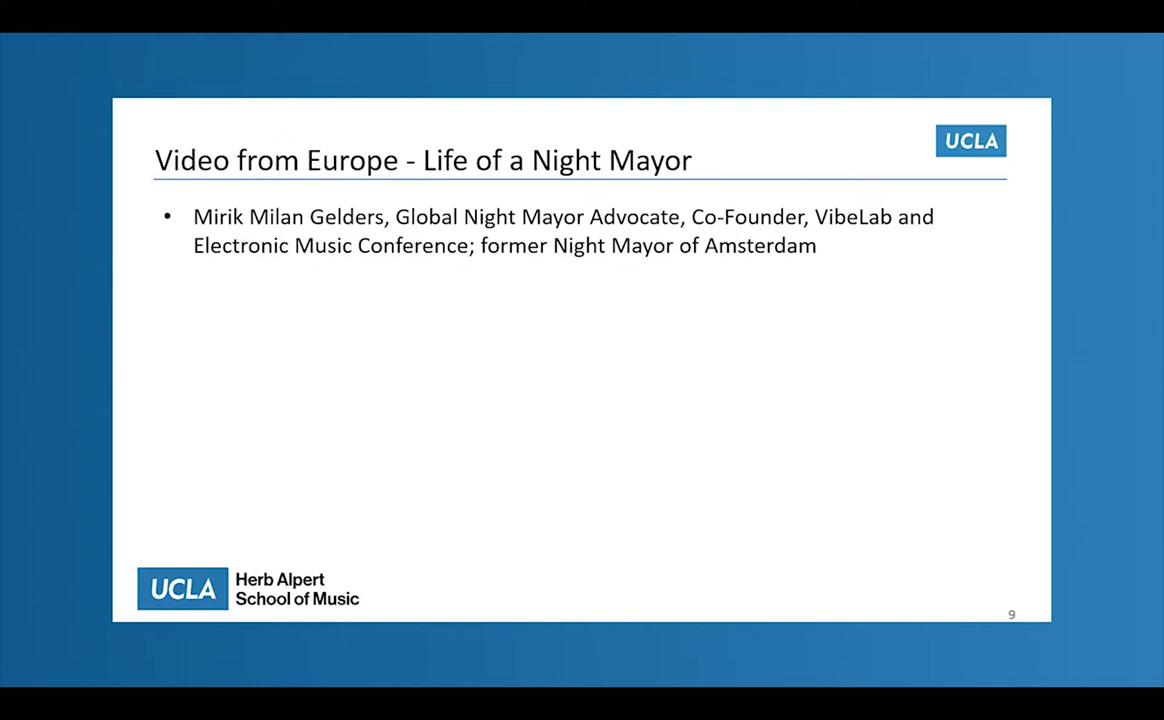 UCLA
Video from Europe - Life of a Night Mayor
• Mirik Milan Gelders, Global Night Mayor Advocate, Co-Founder, VibeLab and
Electronic Music Conference; former Night Mayor of Amsterdam
UCLA
Herb Alpert
School of Music
9